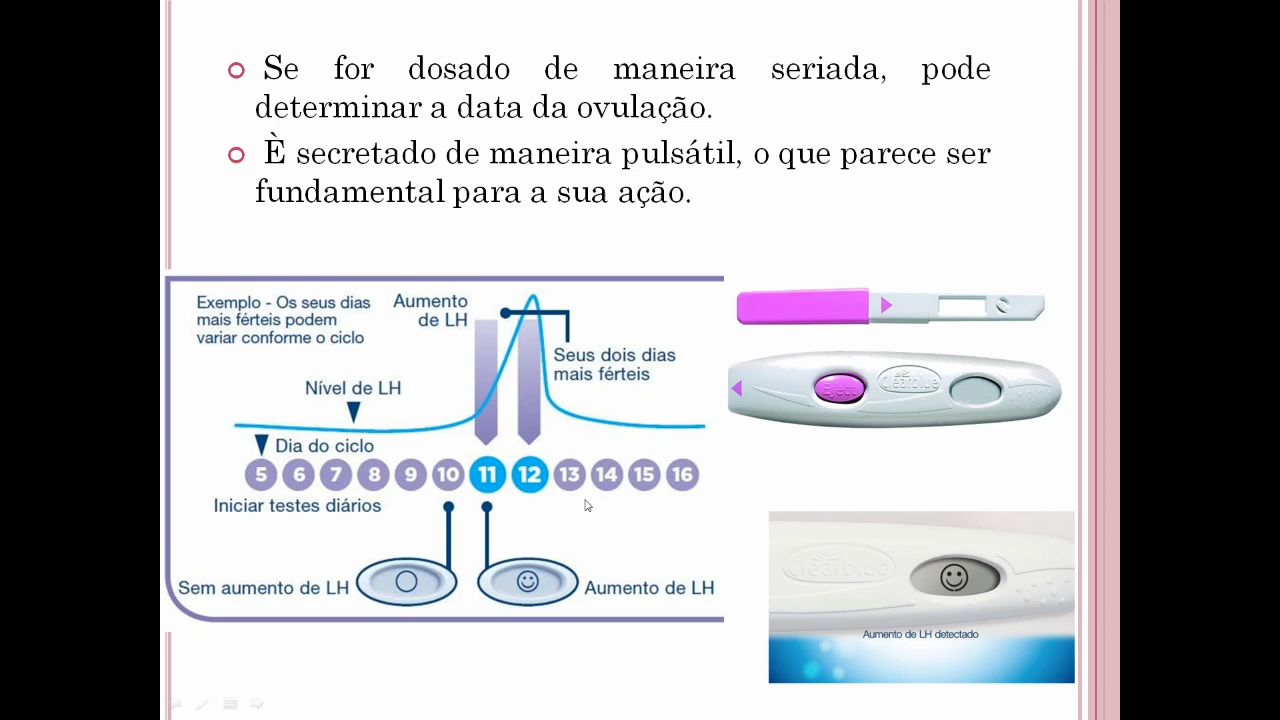 Se for dosado de maneira seriada, pode
determinar a data da ovulação.
È secretado de maneira pulsátil, o que parece ser
fundamental para a sua ação.
Exemplo - Os seus dias
mais férteis podem
variar conforme o ciclo
Aumento
de LH
Seus dois dias
mais férteis
Nível de LH
Dia do ciclo
5 6 7 8 9 10 11 12 13 14 15 16
Iniciar testes diários
Sem aumento de LH
Aumento de LH
Eject
Clearblue
Clearblue
Aumento de LH detectado